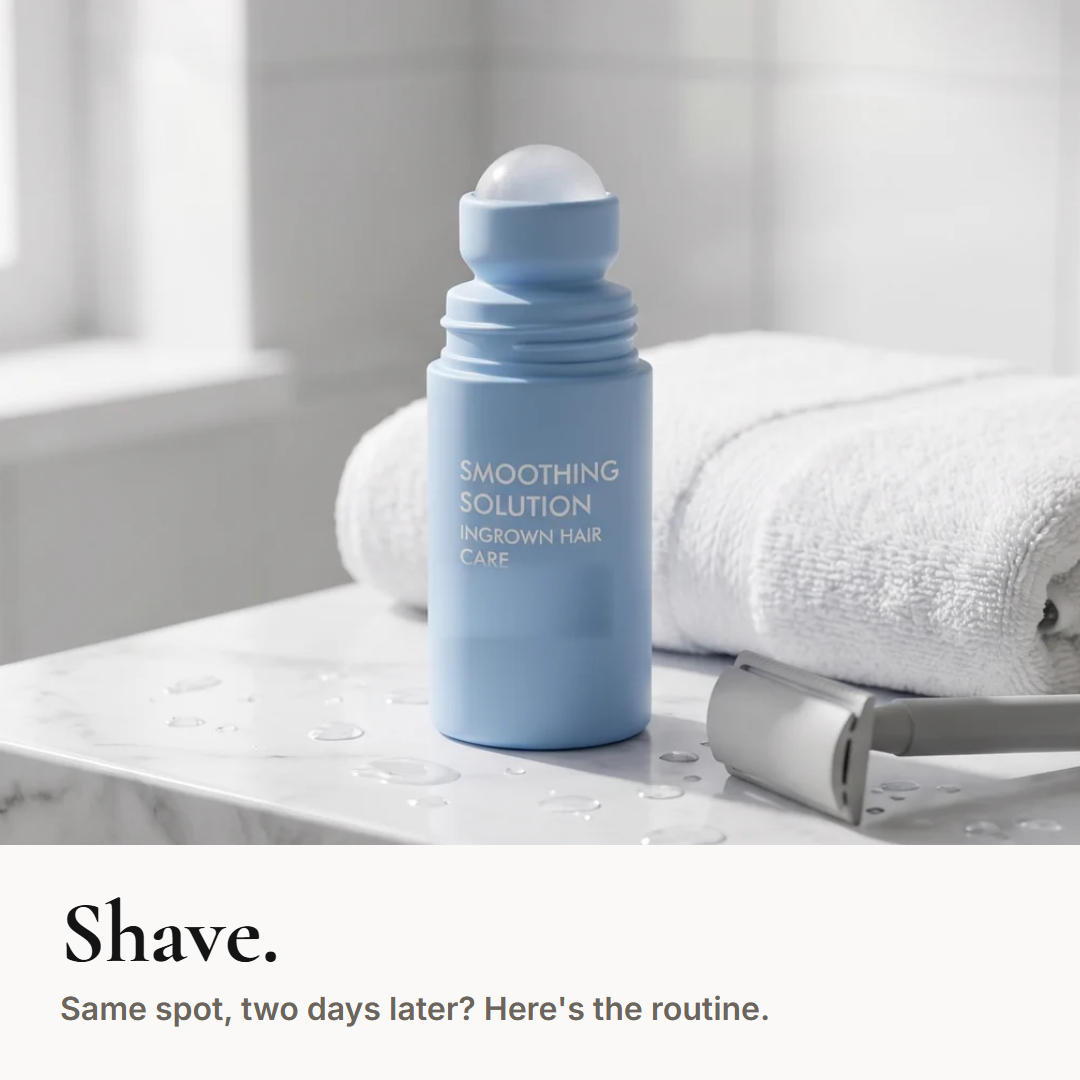 SMOOTHING
SOLUTION
INGROWN HAIR
CARE
Shave.
Same spot, two days later? Here's the routine.